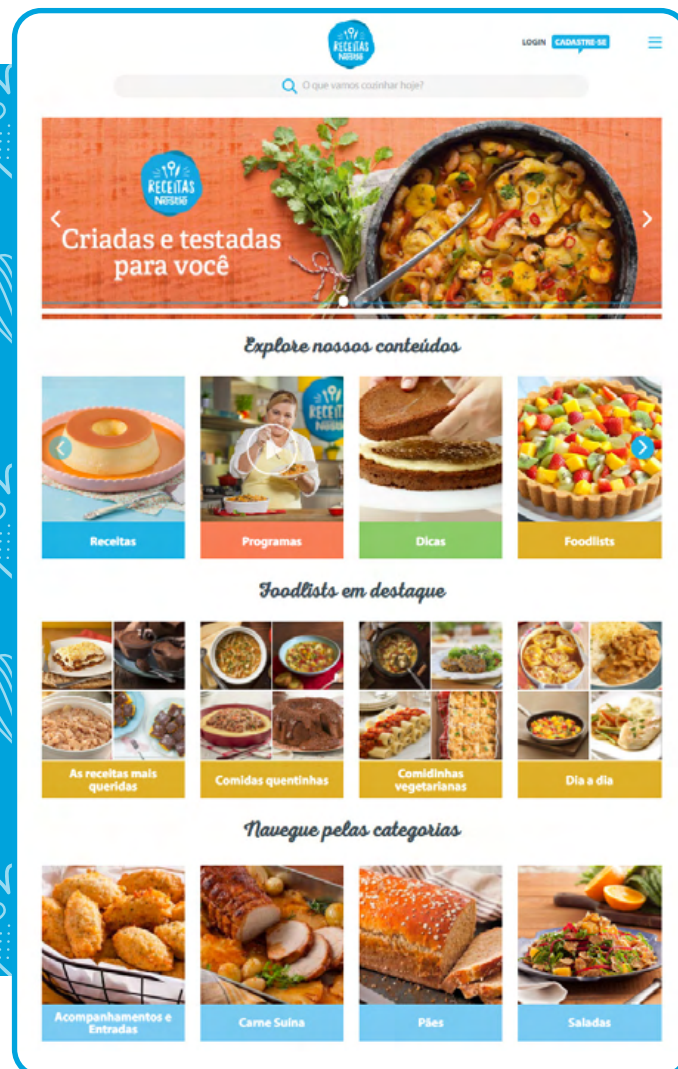 RECEITAS
Nestlé
LOGIN CADASTRE-SE
O que vamos cozinhar hoje?
RECEITAS
Nestlé
Criadas e testadas
para você
Explore nossos conteúdos
Receitas
Programas
Dicas
Foodlists
Foodlists em destaque
As receitas mais
queridas
Comidas quentinhas
Comidinhas
vegetarianas
Dia a dia
Navegue pelas categorias
Acompanhamentos e
Entradas
Carne Suína
Pães
Saladas